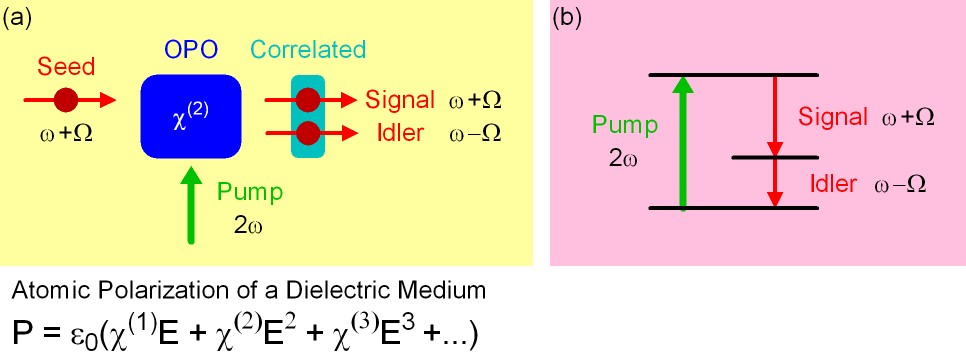 (a)
OPO
Correlated
Seed
ω+Ω
χ(2)
Signal ω+Ω
Idler ω−Ω
Pump
2ω
(b)
Pump
2ω
Signal ω+Ω
Idler ω−Ω
Atomic Polarization of a Dielectric Medium
P = ε0(χ(1)E + χ(2)E2 + χ(3)E3 +...)